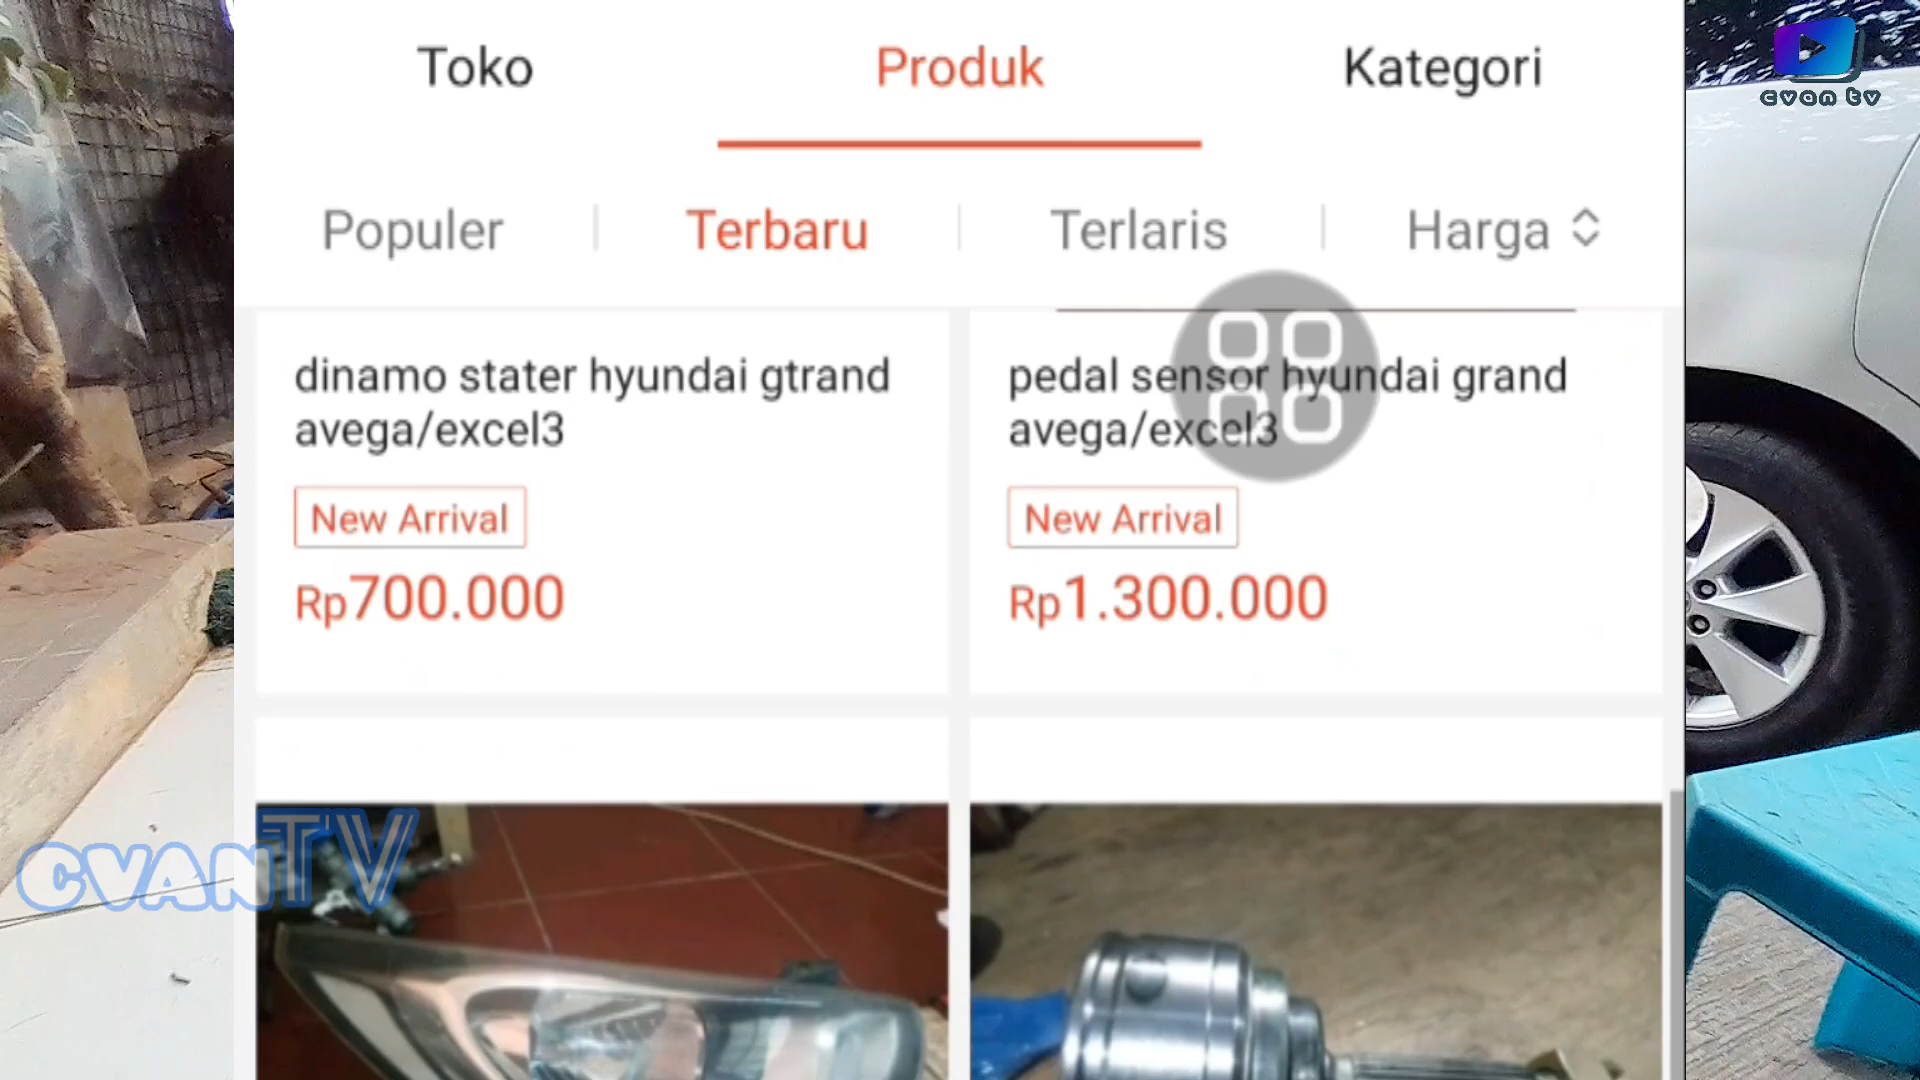 Toko Produk Kategori
Populer Terbaru Terlaris Harga
dinamo stater hyundai gtrand
avega/excel3
New Arrival
Rp700.000
pedal sensor hyundai grand
avega/excel3
New Arrival
Rp1.300.000
cvan tv
CVANTV